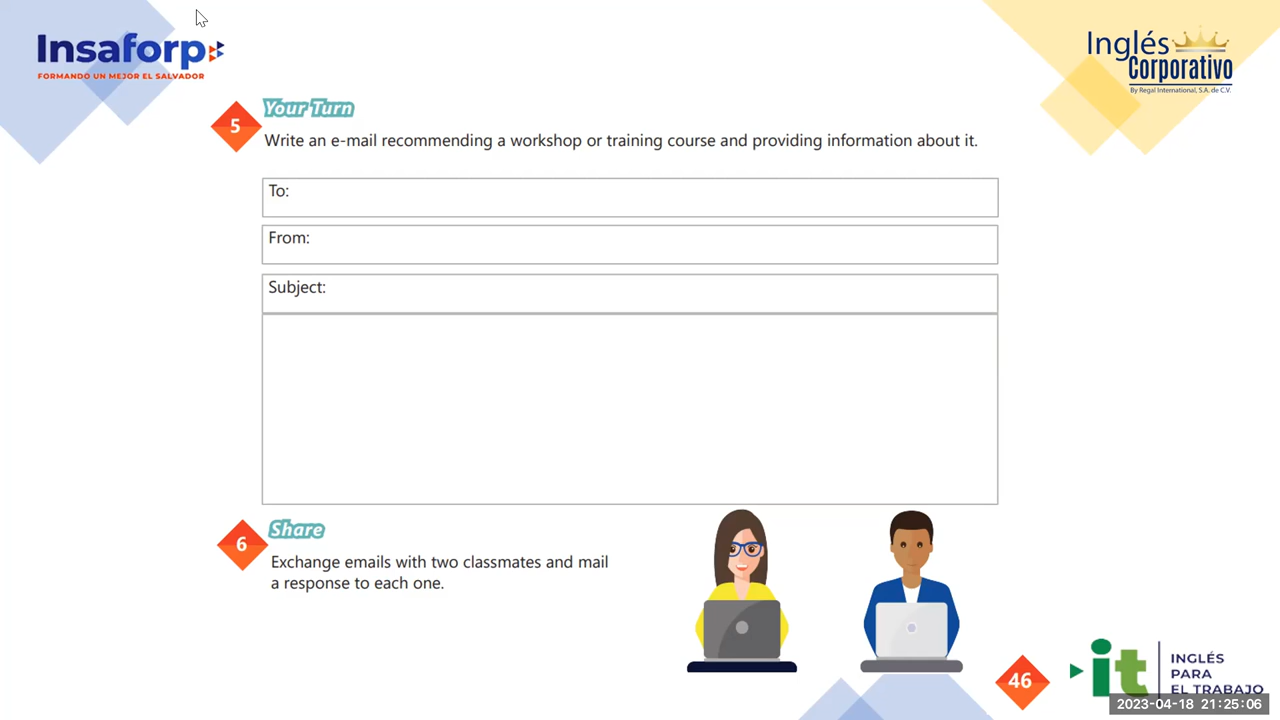 Insaforp
FORMANDO UN MEJOR EL SALVADOR
Inglés
Corporativo
By Regal International, S.A. de C.V.
5
Your Turn
Write an e-mail recommending a workshop or training course and providing information about it.
To:
From:
Subject:
6
Share
Exchange emails with two classmates and mail
a response to each one.
46
it
INGLÉS
PARA
EL TRABAJO
2023-04-18 21:25:06